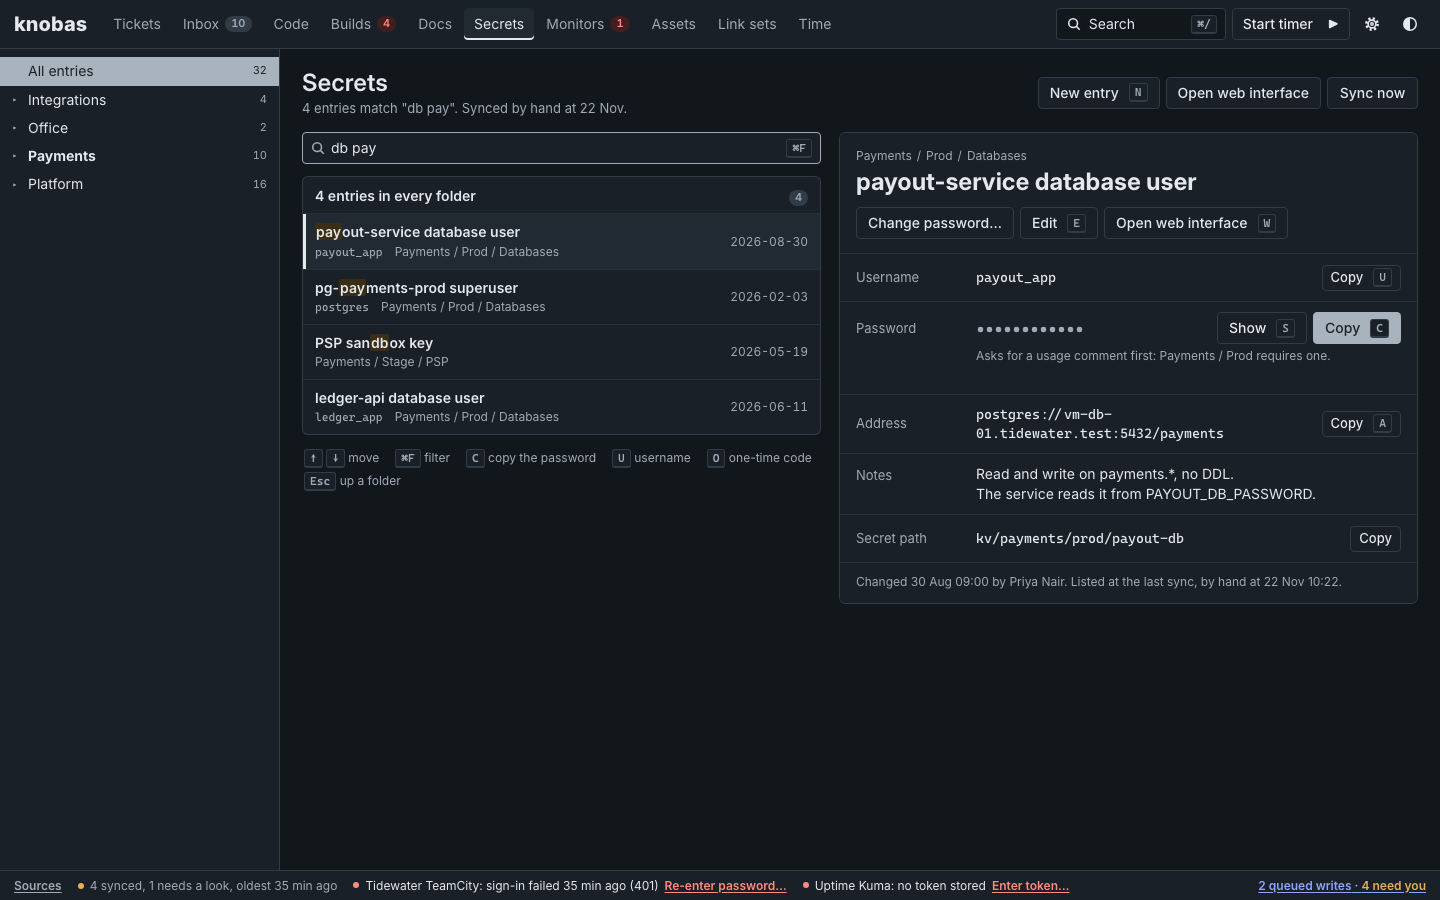 knobas Tickets Inbox 10 Code Builds 4 Docs Secrets Monitors 1 Assets Link sets Time Search ⌘/ Start timer
All entries 32
Integrations 4
Office 2
Payments 10
Platform 16
Secrets
4 entries match "db pay". Synced by hand at 22 Nov.
New entry N Open web interface Sync now
db pay ⌘F
4 entries in every folder 4
payout-service database user
payout_app Payments / Prod / Databases 2026-08-30
pg-payments-prod superuser
postgres Payments / Prod / Databases 2026-02-03
PSP sandbox key
Payments / Stage / PSP 2026-05-19
ledger-api database user
ledger_app Payments / Prod / Databases 2026-06-11
↑ ↓ move ⌘F filter C copy the password U username O one-time code
Esc up a folder
Payments / Prod / Databases
payout-service database user
Change password... Edit E Open web interface W
Username payout_app Copy U
Password ●●●●●●●●●●●● Show S Copy C
Asks for a usage comment first: Payments / Prod requires one.
Address postgres://vm-db-
01.tidewater.test:5432/payments Copy A
Notes Read and write on payments.*, no DDL.
The service reads it from PAYOUT_DB_PASSWORD.
Secret path kv/payments/prod/payout-db Copy
Changed 30 Aug 09:00 by Priya Nair. Listed at the last sync, by hand at 22 Nov 10:22.
Sources 4 synced, 1 needs a look, oldest 35 min ago Tidewater TeamCity: sign-in failed 35 min ago (401) Re-enter password... Uptime Kuma: no token stored Enter token... 2 queued writes · 4 need you